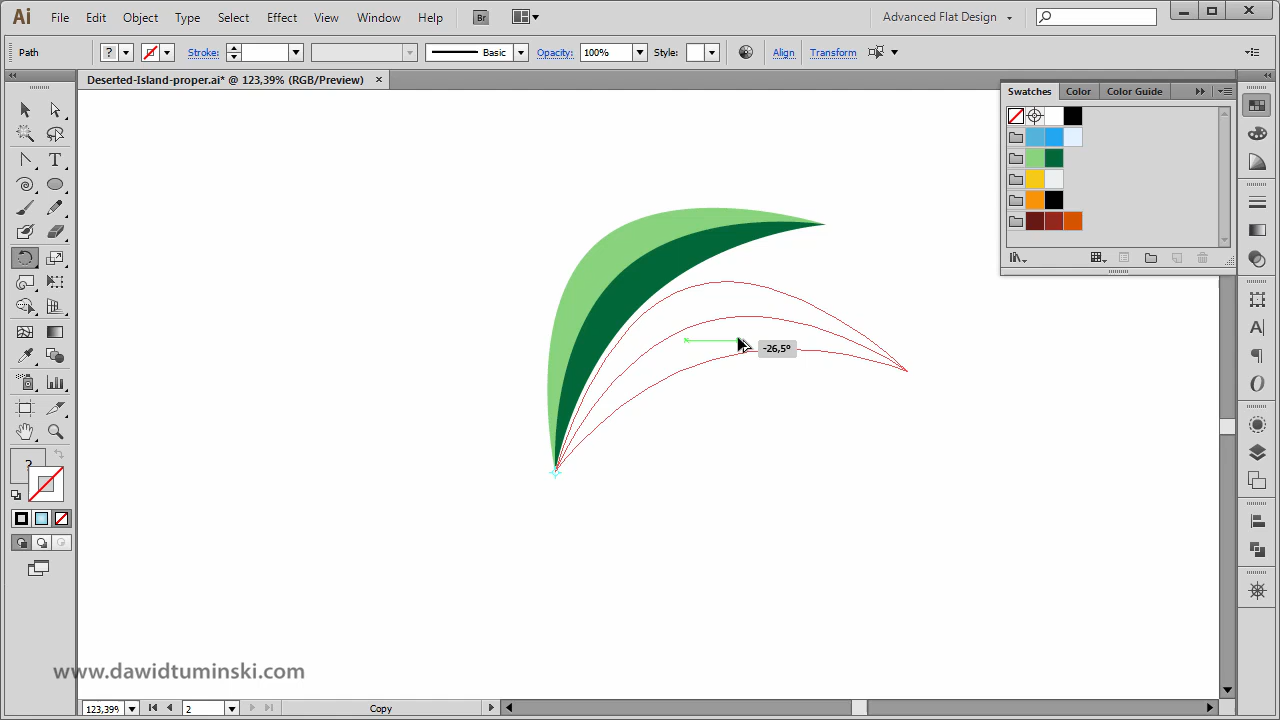 Ai File Edit Object Type Select Effect View Window Help Br Advanced Flat Design
Path ? Stroke: Basic Opacity: 100% Style: Align Transform
Deserted-Island-proper.ai* @ 123,39% (RGB/Preview) ×
Swatches Color Color Guide
T
-26,5º
A
¶
O
?
www.dawidtuminski.com
123,39% 2 Copy